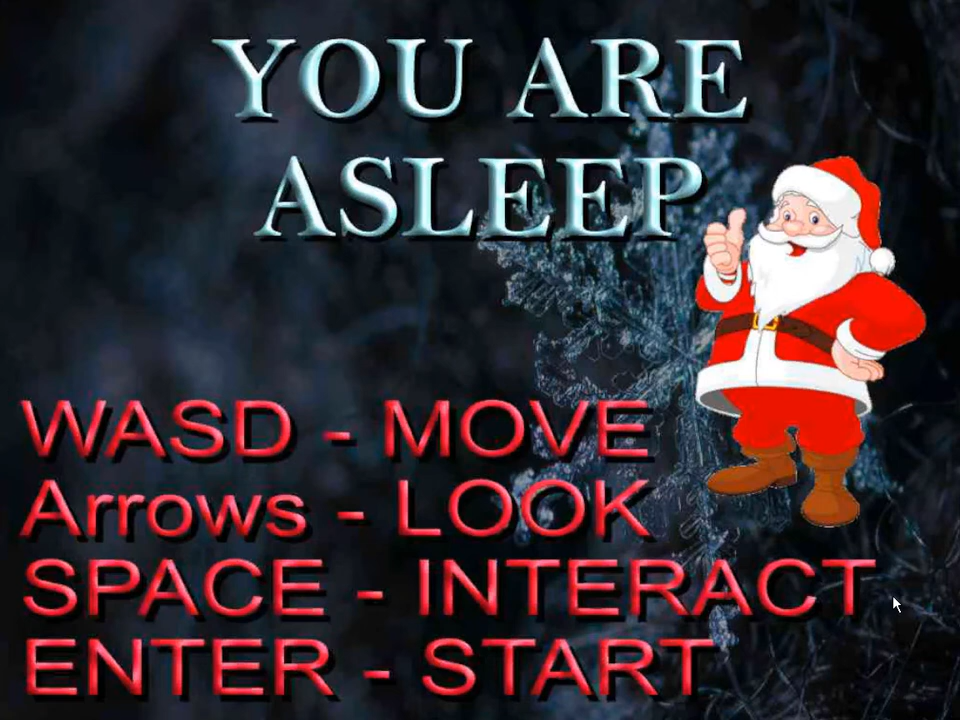 YOU ARE
ASLEEP
WASD - MOVE
Arrows - LOOK
SPACE - INTERACT
ENTER - START